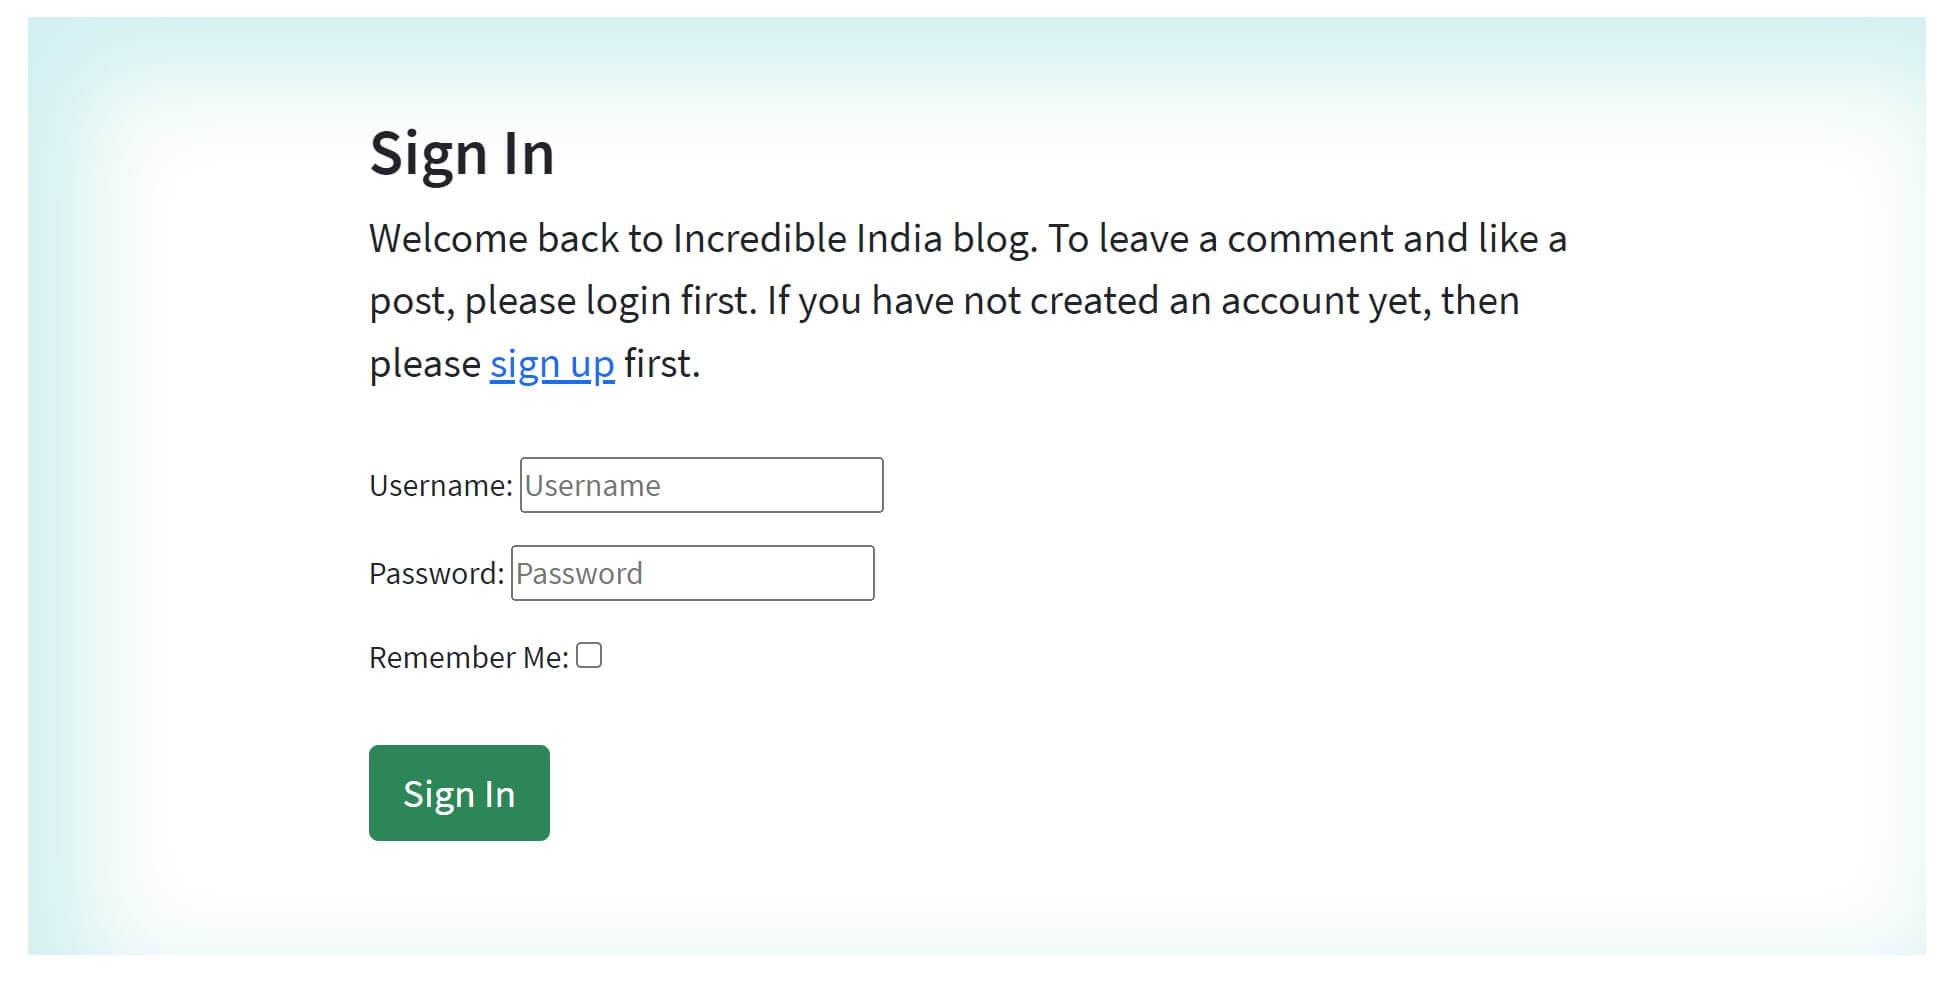 Sign In
Welcome back to Incredible India blog. To leave a comment and like a
post, please login first. If you have not created an account yet, then
please sign up first.
Username: Username
Password: Password
Remember Me:
Sign In